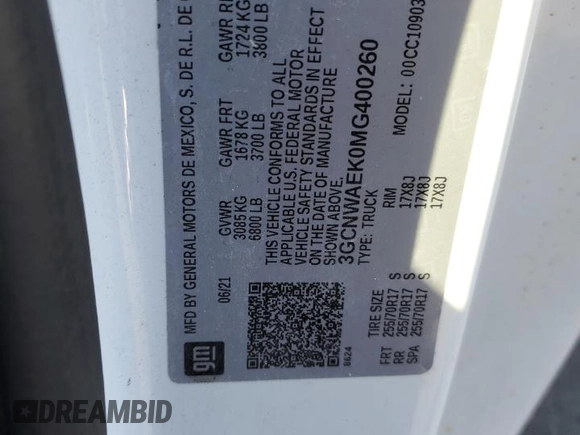 MFD BY GENERAL MOTORS DE MEXICO, S. DE R.L. DE
06/21 GVWR GAWR FRT GAWR
3085 KG 1678 KG 1724 KG
6800 LB 3700 LB 3800 LB
THIS VEHICLE CONFORMS TO ALL
APPLICABLE U.S. FEDERAL MOTOR
VEHICLE SAFETY STANDARDS IN EFFECT
ON THE DATE OF MANUFACTURE
SHOWN ABOVE.
3GCNWAEK0MG400260
TYPE: TRUCK MODEL: 00CC10903
TIRE SIZE RIM
FRT 255/70R17 S 17X8J
RR 255/70R17 S 17X8J
SPA 255/70R17 S 17X8J
gm
8624
DREAMBID